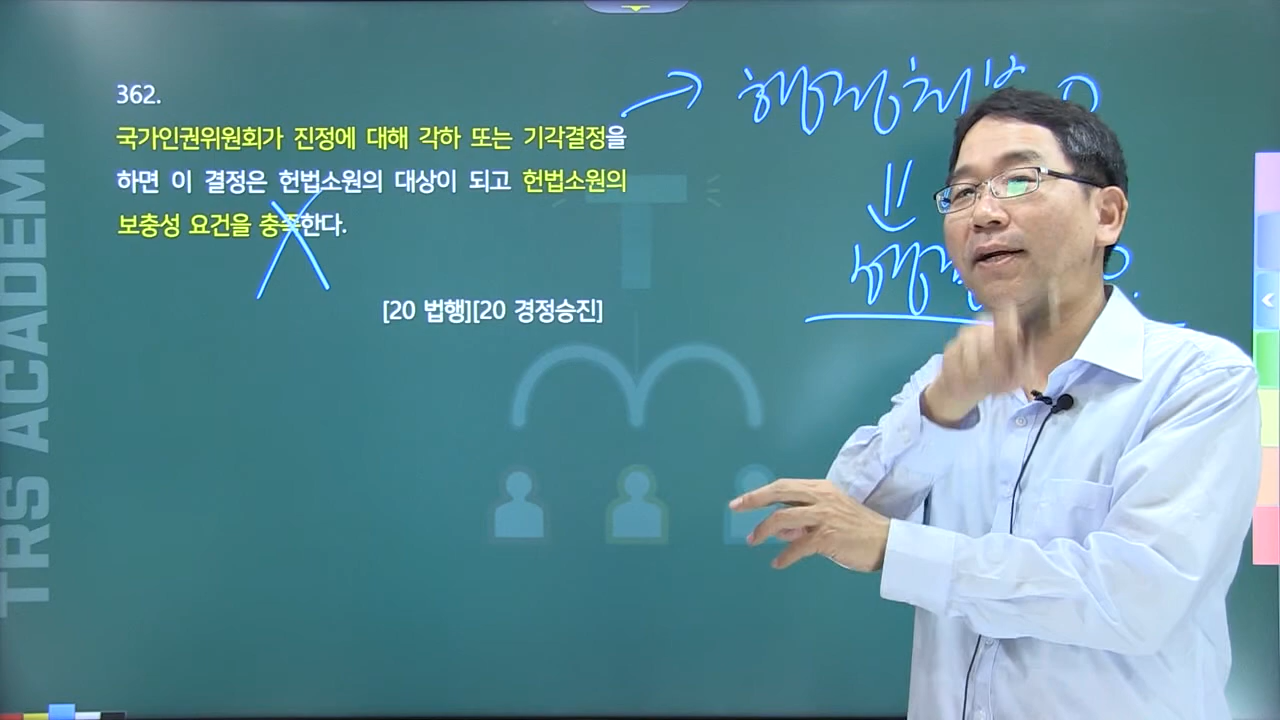 362.
국가인권위원회가 진정에 대해 각하 또는 기각결정을
하면 이 결정은 헌법소원의 대상이 되고 헌법소원의
보충성 요건을 충족한다.
[20 법행][20 경정승진]
TRS ACADEMY